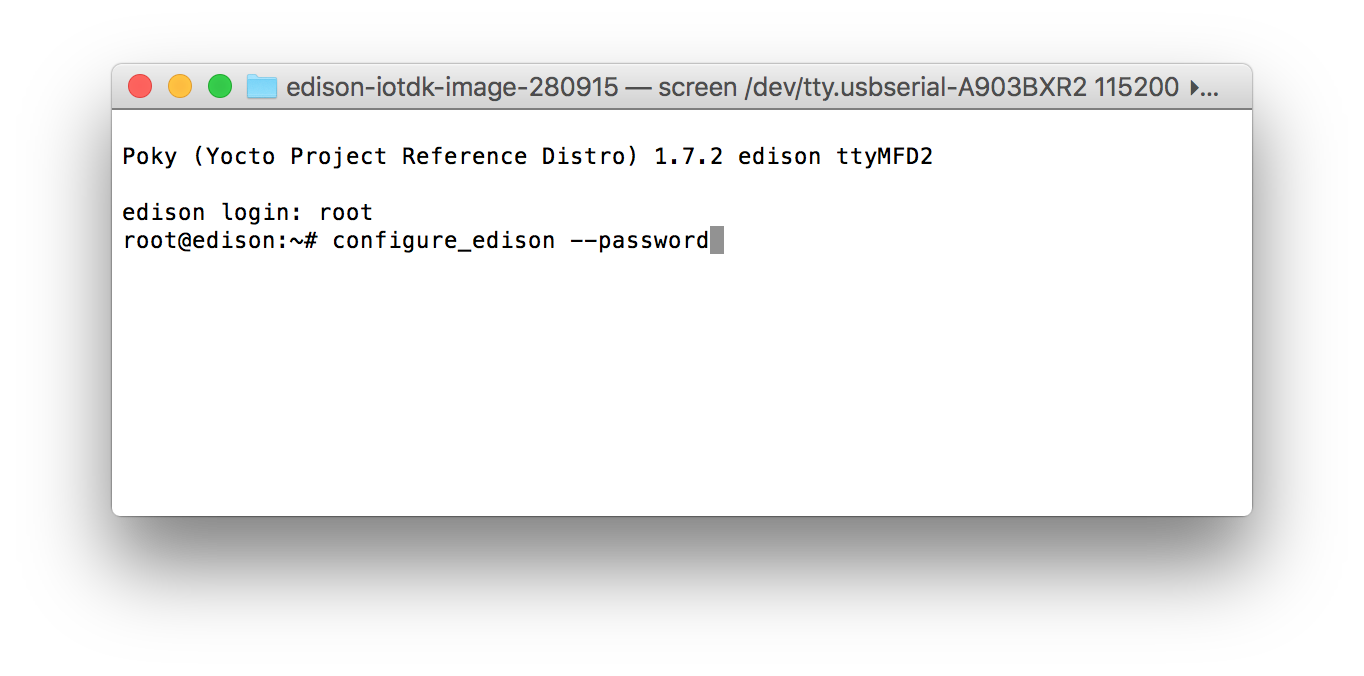 edison-iotdk-image-280915 — screen /dev/tty.usbserial-A903BXR2 115200 ▸...
Poky (Yocto Project Reference Distro) 1.7.2 edison ttyMFD2
edison login: root
root@edison:~# configure_edison --password